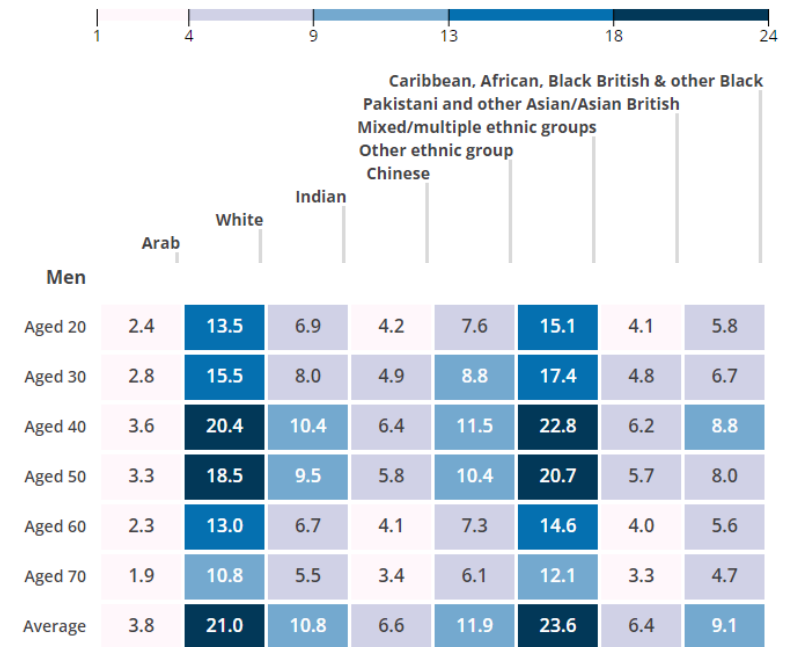 1 4 9 13 18 24
Caribbean, African, Black British & other Black
Pakistani and other Asian/Asian British
Mixed/multiple ethnic groups
Other ethnic group
Chinese
Indian
White
Arab
Men
Aged 20 2.4 13.5 6.9 4.2 7.6 15.1 4.1 5.8
Aged 30 2.8 15.5 8.0 4.9 8.8 17.4 4.8 6.7
Aged 40 3.6 20.4 10.4 6.4 11.5 22.8 6.2 8.8
Aged 50 3.3 18.5 9.5 5.8 10.4 20.7 5.7 8.0
Aged 60 2.3 13.0 6.7 4.1 7.3 14.6 4.0 5.6
Aged 70 1.9 10.8 5.5 3.4 6.1 12.1 3.3 4.7
Average 3.8 21.0 10.8 6.6 11.9 23.6 6.4 9.1